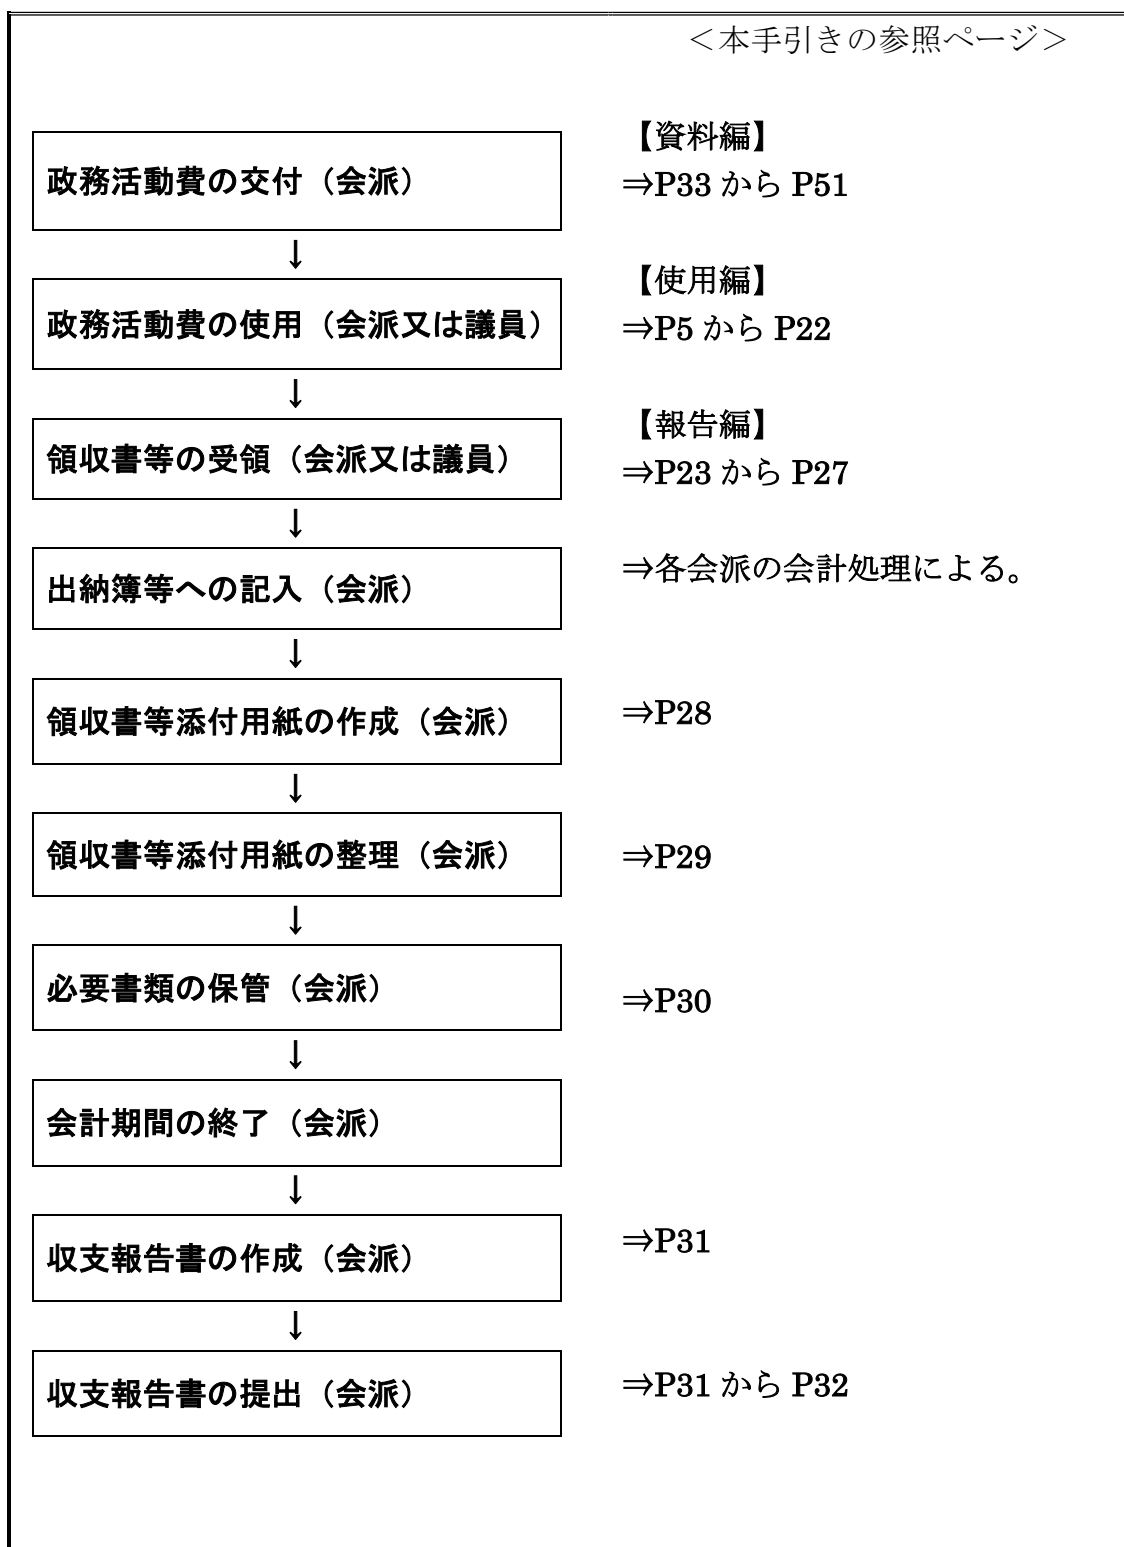 ＜本手引きの参照ページ＞
【資料編】
政務活動費の交付（会派）
⇒P33 から P51
↓
【使用編】
政務活動費の使用（会派又は議員）
⇒P5 から P22
↓
【報告編】
領収書等の受領（会派又は議員）
⇒P23 から P27
↓
出納簿等への記入（会派）
⇒各会派の会計処理による。
↓
領収書等添付用紙の作成（会派）
⇒P28
↓
領収書等添付用紙の整理（会派）
⇒P29
↓
必要書類の保管（会派）
⇒P30
↓
会計期間の終了（会派）
↓
収支報告書の作成（会派）
⇒P31
↓
収支報告書の提出（会派）
⇒P31 から P32